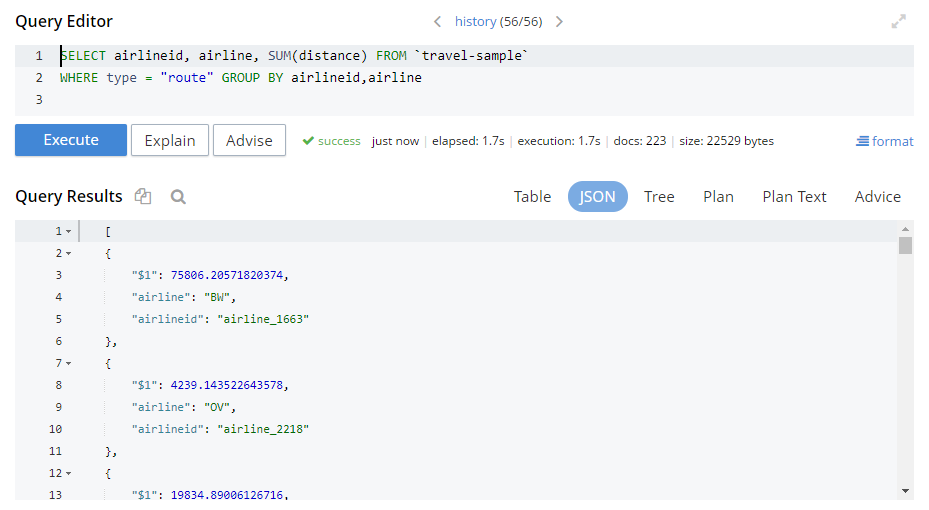 Query Editor
history (56/56)
1 SELECT airlineid, airline, SUM(distance) FROM `travel-sample`
2 WHERE type = "route" GROUP BY airlineid,airline
3
Execute Explain Advise success just now | elapsed: 1.7s | execution: 1.7s | docs: 223 | size: 22529 bytes format
Query Results Table JSON Tree Plan Plan Text Advice
1 [
2 {
3 "$1": 75806.20571820374,
4 "airline": "BW",
5 "airlineid": "airline_1663"
6 },
7 {
8 "$1": 4239.143522643578,
9 "airline": "OV",
10 "airlineid": "airline_2218"
11 },
12 {
13 "$1": 19834.89006126716,